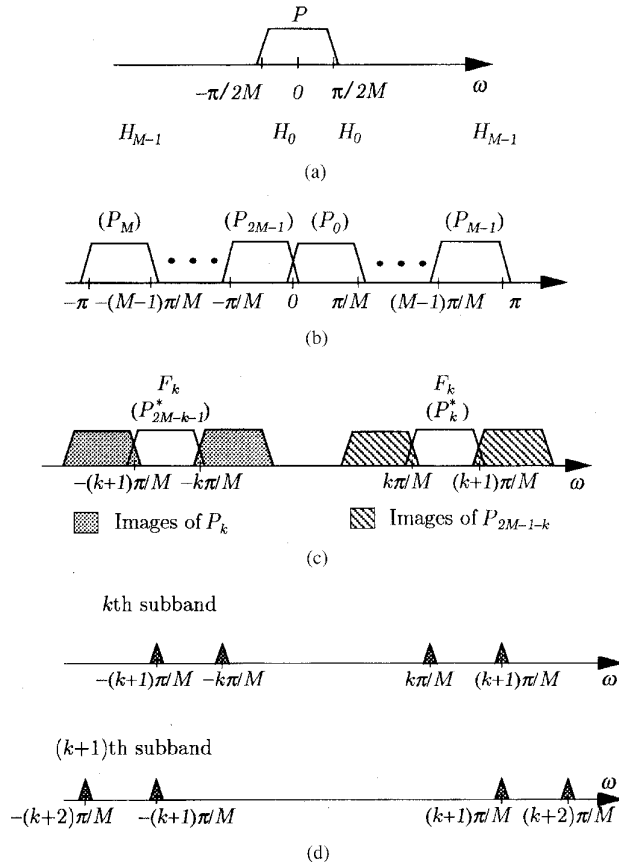 P
−π/2M 0 π/2M ω
H_{M−1} H_0 H_0 H_{M−1}
(a)
(P_M) (P_{2M−1}) (P_0) (P_{M−1})
−π −(M−1)π/M −π/M 0 π/M (M−1)π/M π
(b)
F_k F_k
(P*_{2M−k−1}) (P*_k)
−(k+1)π/M −kπ/M kπ/M (k+1)π/M ω
Images of P_k Images of P_{2M−1−k}
(c)
kth subband
−(k+1)π/M −kπ/M kπ/M (k+1)π/M ω
(k+1)th subband
ω
−(k+2)π/M −(k+1)π/M (k+1)π/M (k+2)π/M
(d)